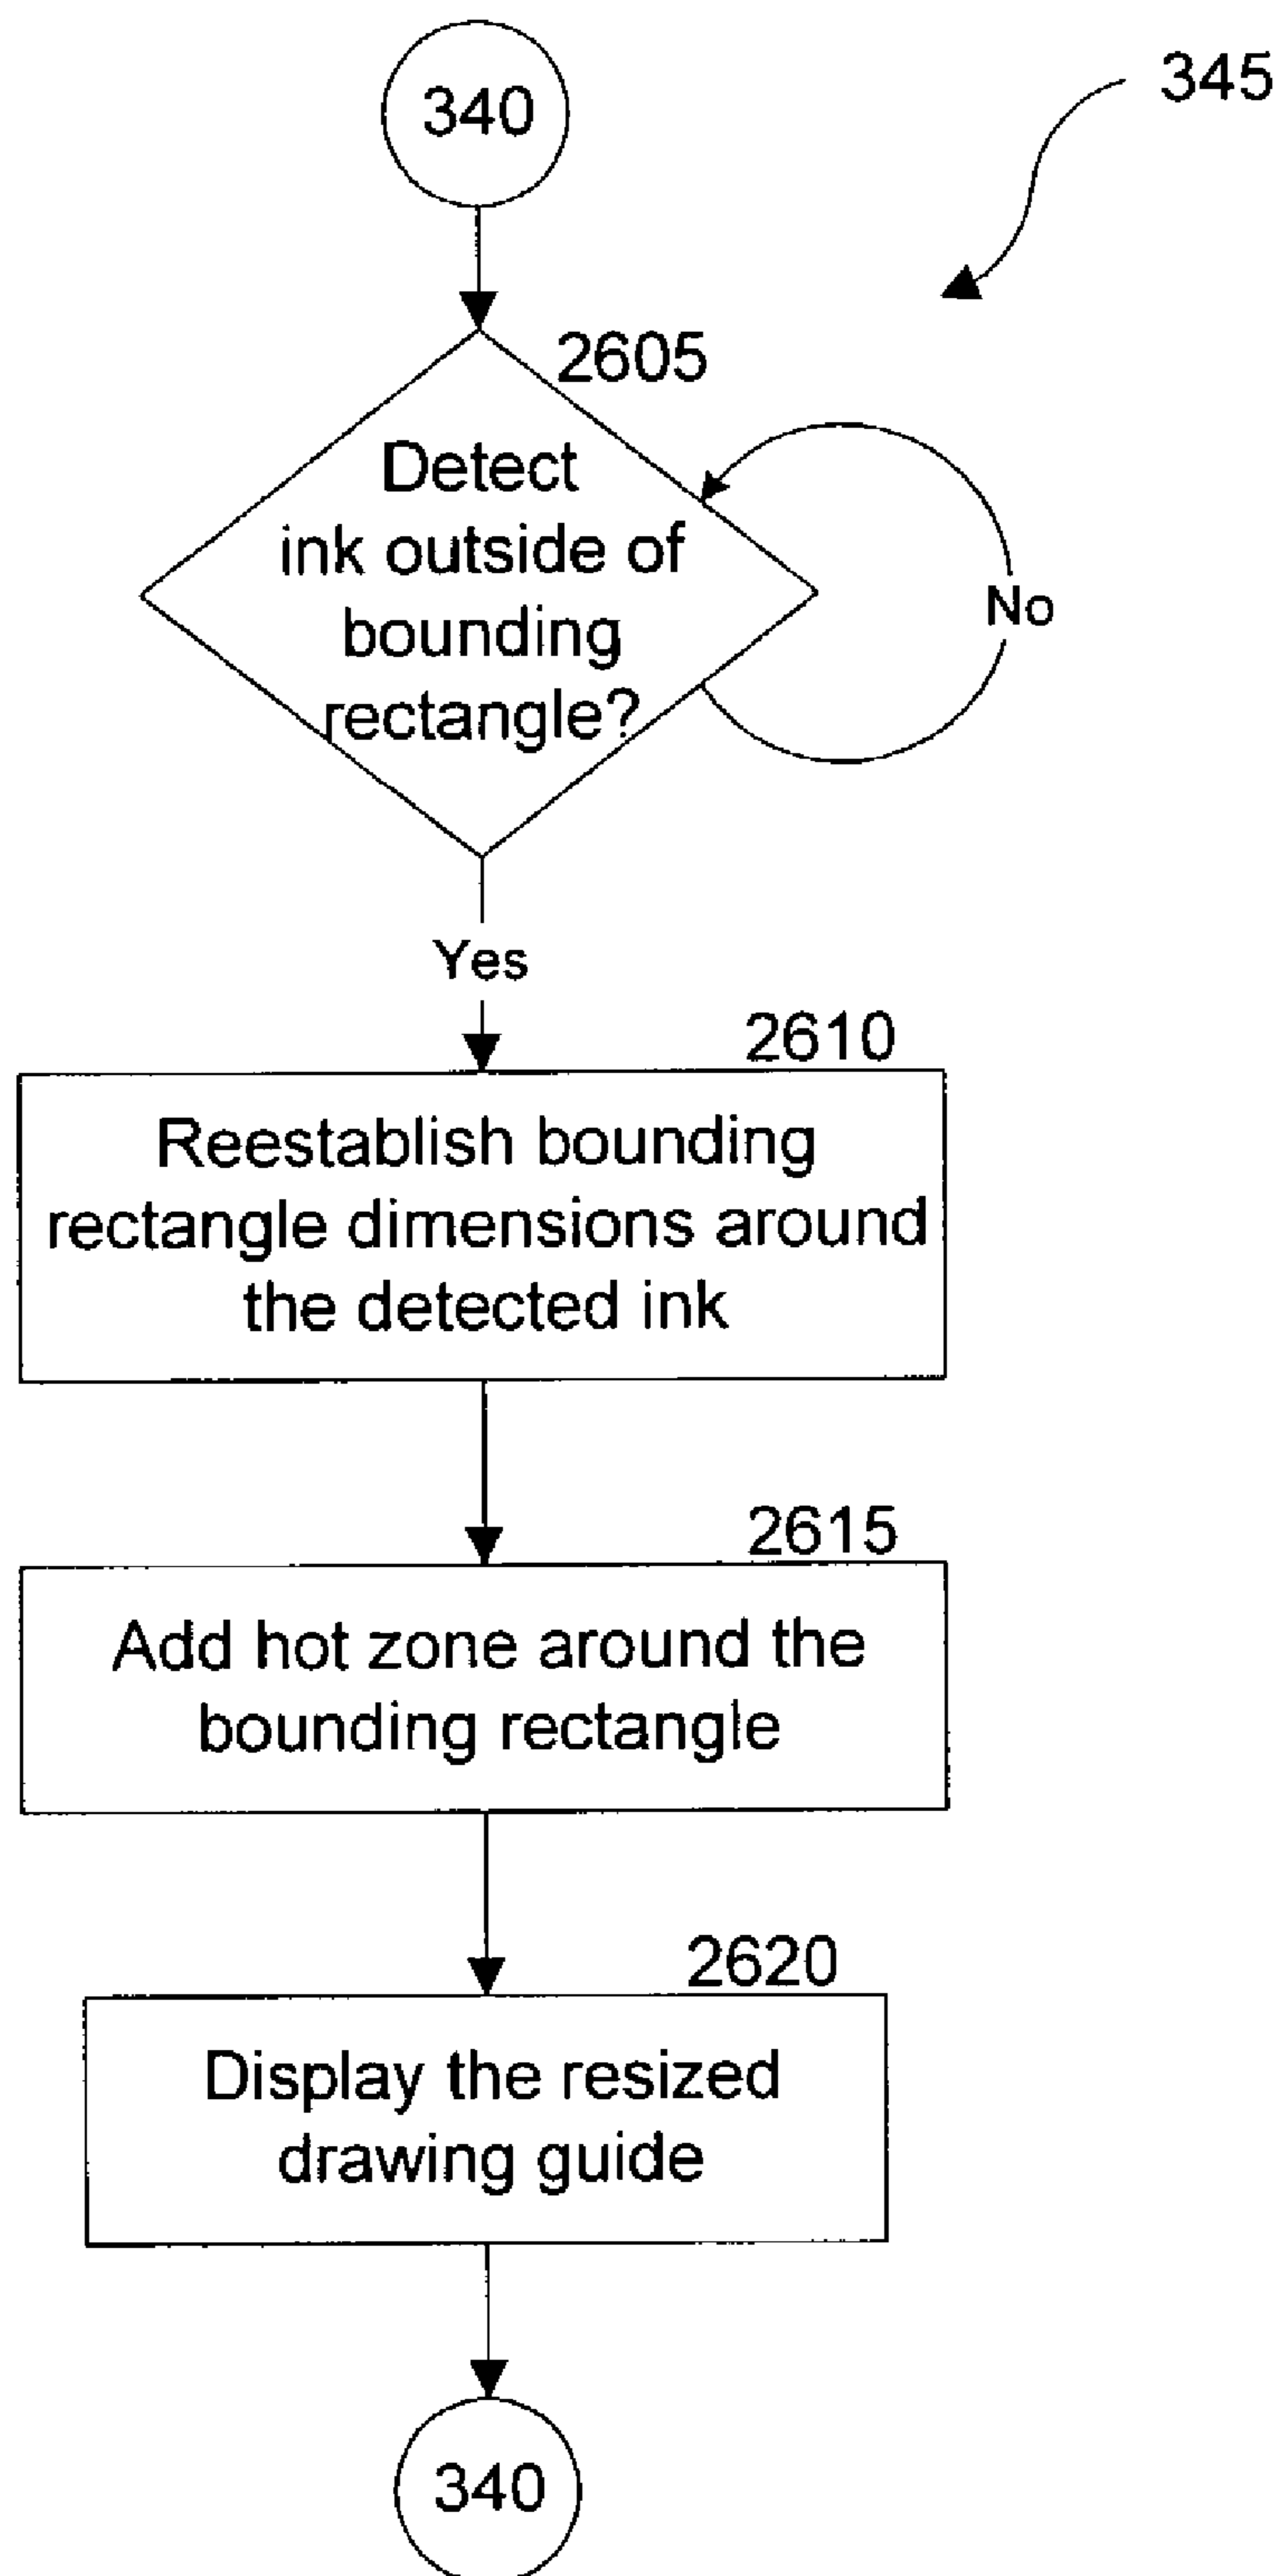 340
345
2605
Detect
ink outside of
bounding
rectangle?
No
Yes
2610
Reestablish bounding
rectangle dimensions around
the detected ink
2615
Add hot zone around the
bounding rectangle
2620
Display the resized
drawing guide
340